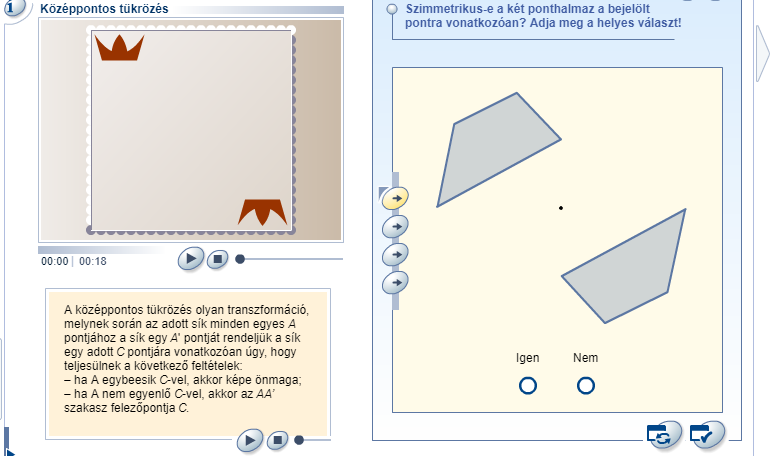 i
Középpontos tükrözés
00:00 | 00:18
A középpontos tükrözés olyan transzformáció,
melynek során az adott sík minden egyes A
pontjához a sík egy A' pontját rendeljük a sík
egy adott C pontjára vonatkozóan úgy, hogy
teljesülnek a következő feltételek:
– ha A egybeesik C-vel, akkor képe önmaga;
– ha A nem egyenlő C-vel, akkor az AA'
szakasz felezőpontja C.
Szimmetrikus-e a két ponthalmaz a bejelölt
pontra vonatkozóan? Adja meg a helyes választ!
Igen Nem